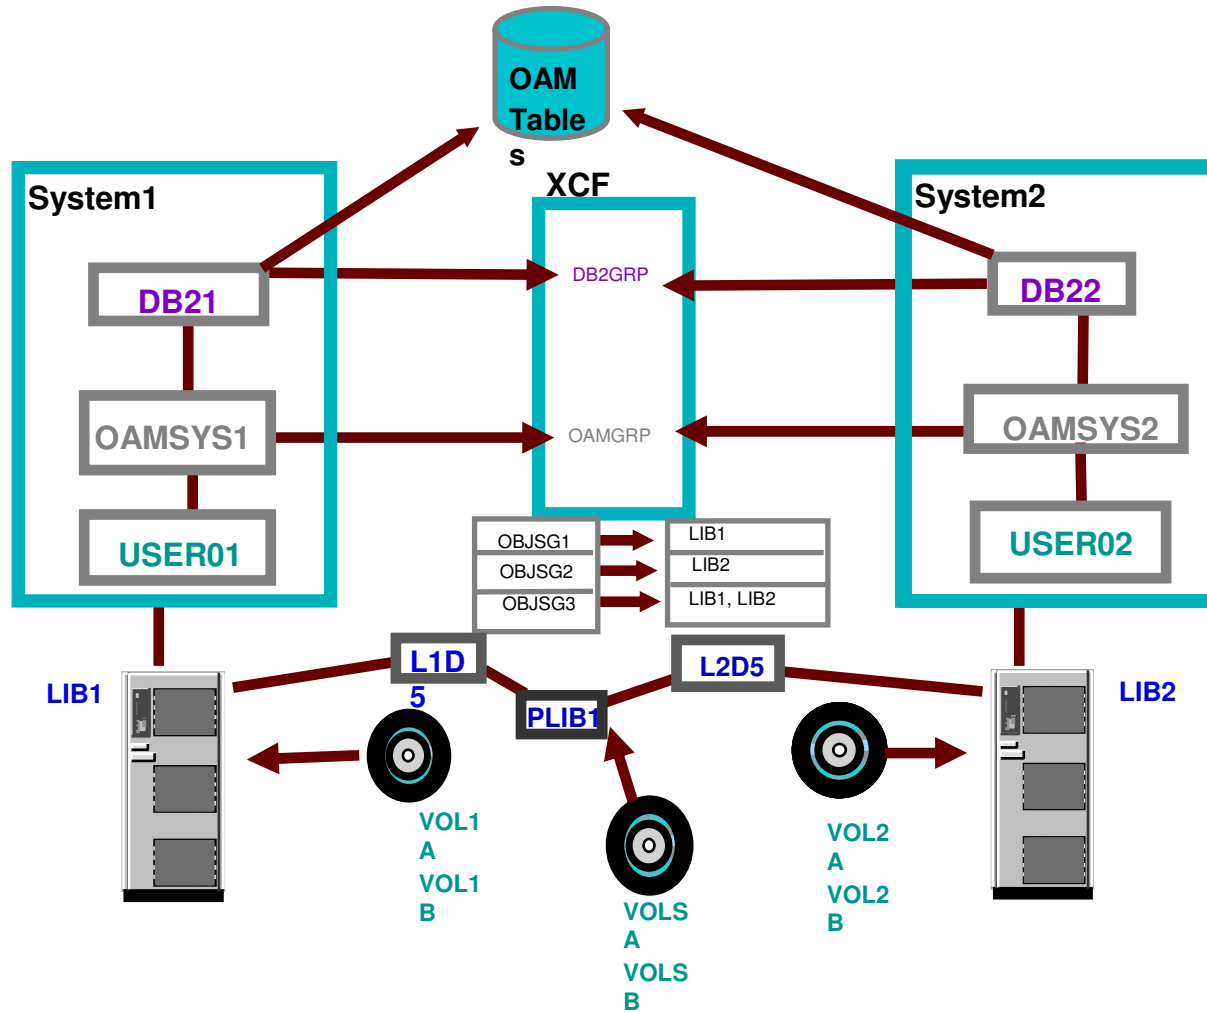 OAM
Table
s
XCF
System1
System2
DB2GRP
DB21
DB22
OAMSYS1
OAMGRP
OAMSYS2
USER01
USER02
OBJSG1
LIB1
OBJSG2
LIB2
OBJSG3
LIB1, LIB2
L1D
5
L2D5
LIB1
PLIB1
LIB2
VOL1
A
VOL1
B
VOLS
A
VOLS
B
VOL2
A
VOL2
B